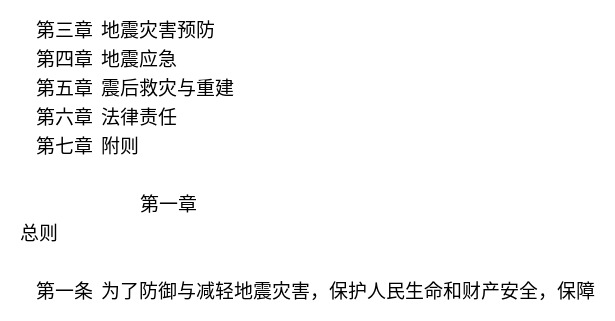 第三章 地震灾害预防
第四章 地震应急
第五章 震后救灾与重建
第六章 法律责任
第七章 附则
第一章
总则
第一条 为了防御与减轻地震灾害，保护人民生命和财产安全，保障